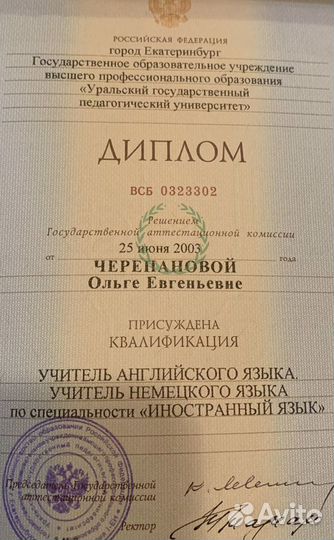 РОССИЙСКАЯ ФЕДЕРАЦИЯ
город Екатеринбург
Государственное образовательное учреждение
высшего профессионального образования
«Уральский государственный
педагогический университет»
ДИПЛОМ
ВСБ 0323302
Решением
Государственной аттестационной комиссии
от 25 июня 2003 года
ЧЕРЕПАНОВОЙ
Ольге Евгеньевне
ПРИСУЖДЕНА
КВАЛИФИКАЦИЯ
УЧИТЕЛЬ АНГЛИЙСКОГО ЯЗЫКА.
УЧИТЕЛЬ НЕМЕЦКОГО ЯЗЫКА
по специальности «ИНОСТРАННЫЙ ЯЗЫК»
Председатель Государственной
аттестационной комиссии
Ректор
Avito